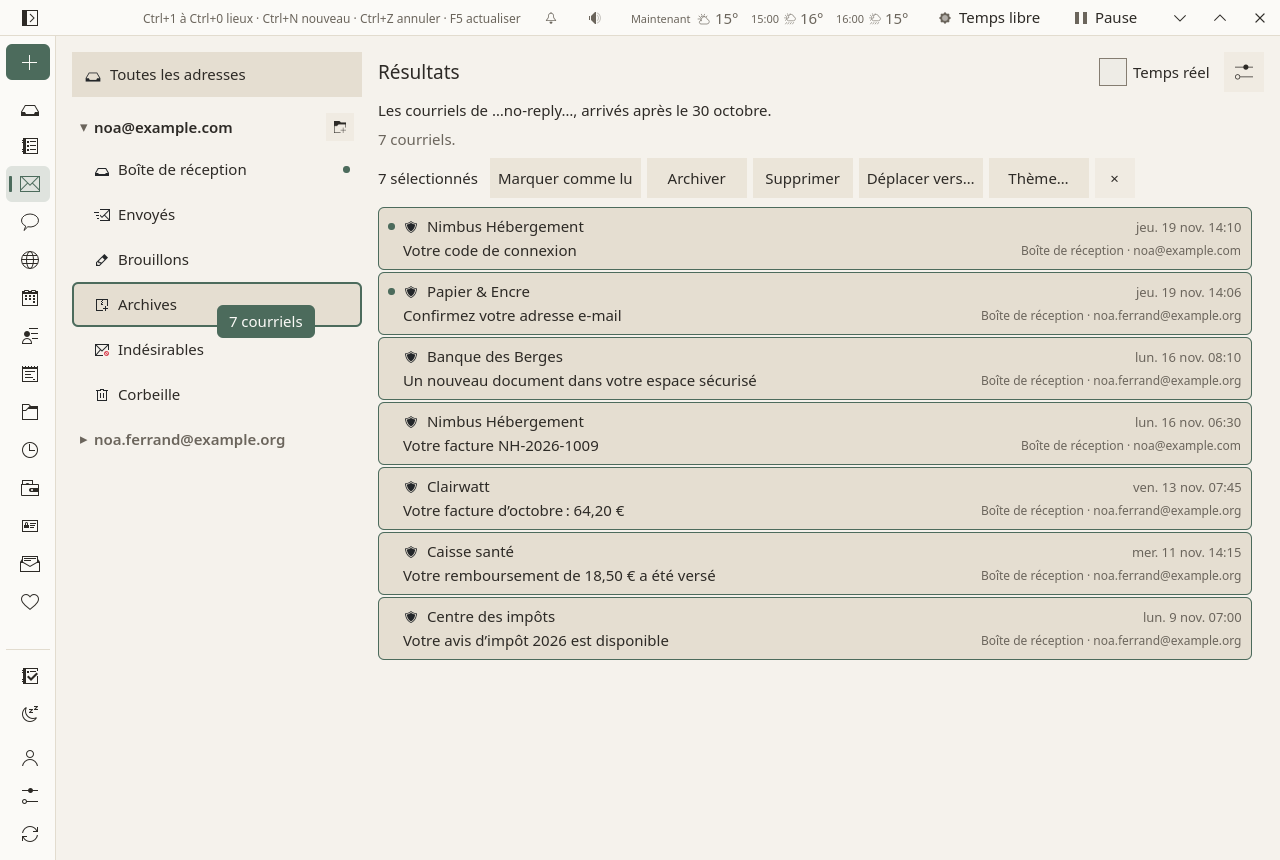 Ctrl+1 à Ctrl+0 lieux · Ctrl+N nouveau · Ctrl+Z annuler · F5 actualiser
Maintenant 15° 15:00 16° 16:00 15°
Temps libre
Pause
Toutes les adresses
noa@example.com
Boîte de réception
Envoyés
Brouillons
Archives
7 courriels
Indésirables
Corbeille
noa.ferrand@example.org
Résultats
Temps réel
Les courriels de …no-reply…, arrivés après le 30 octobre.
7 courriels.
7 sélectionnés Marquer comme lu Archiver Supprimer Déplacer vers… Thème… ×
Nimbus Hébergement jeu. 19 nov. 14:10
Votre code de connexion Boîte de réception · noa@example.com
Papier & Encre jeu. 19 nov. 14:06
Confirmez votre adresse e-mail Boîte de réception · noa.ferrand@example.org
Banque des Berges lun. 16 nov. 08:10
Un nouveau document dans votre espace sécurisé Boîte de réception · noa.ferrand@example.org
Nimbus Hébergement lun. 16 nov. 06:30
Votre facture NH-2026-1009 Boîte de réception · noa@example.com
Clairwatt ven. 13 nov. 07:45
Votre facture d’octobre : 64,20 € Boîte de réception · noa.ferrand@example.org
Caisse santé mer. 11 nov. 14:15
Votre remboursement de 18,50 € a été versé Boîte de réception · noa.ferrand@example.org
Centre des impôts lun. 9 nov. 07:00
Votre avis d’impôt 2026 est disponible Boîte de réception · noa.ferrand@example.org